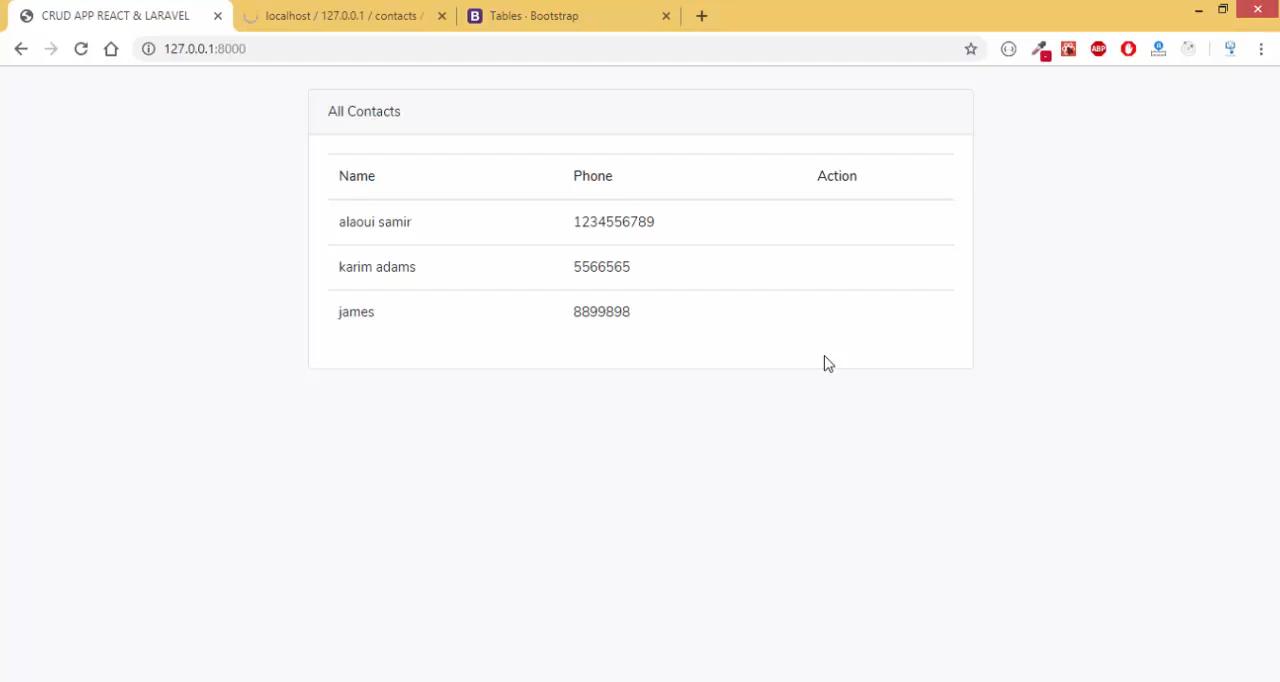 CRUD APP REACT & LARAVEL
localhost / 127.0.0.1 / contacts /
B Tables · Bootstrap
127.0.0.1:8000
ABP
All Contacts
Name Phone Action
alaoui samir 1234556789
karim adams 5566565
james 8899898